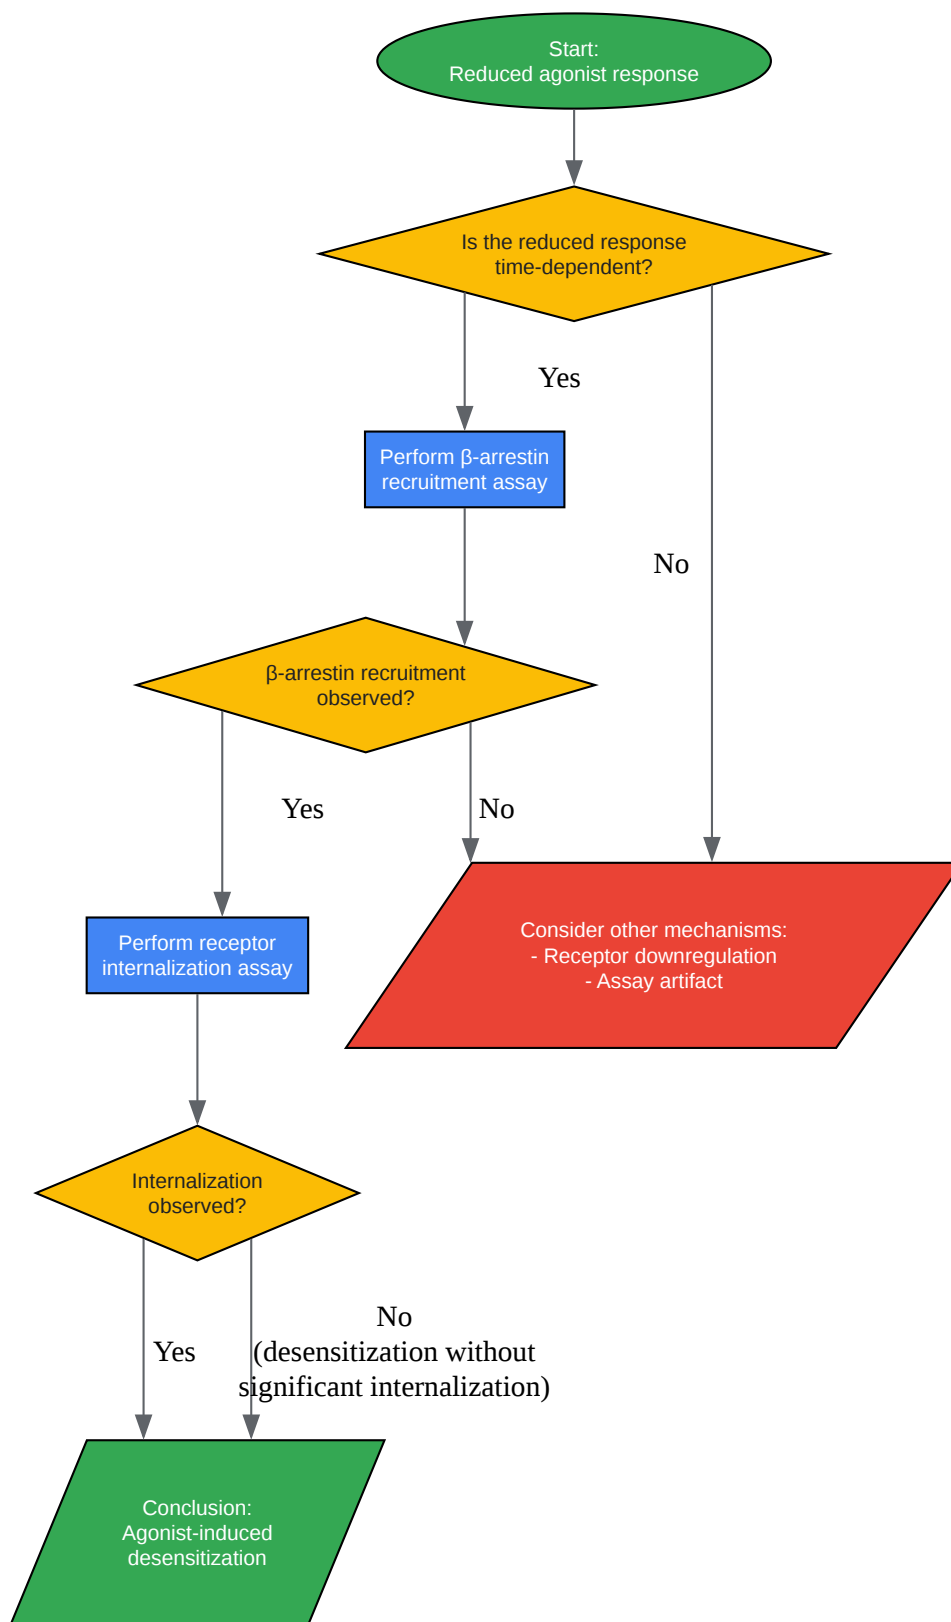 Start:
Reduced agonist response
Is the reduced response
time-dependent?
Yes
Perform β-arrestin
recruitment assay
No
β-arrestin recruitment
observed?
Yes
No
Perform receptor
internalization assay
Consider other mechanisms:
- Receptor downregulation
- Assay artifact
Internalization
observed?
Yes
No
(desensitization without
significant internalization)
Conclusion:
Agonist-induced
desensitization